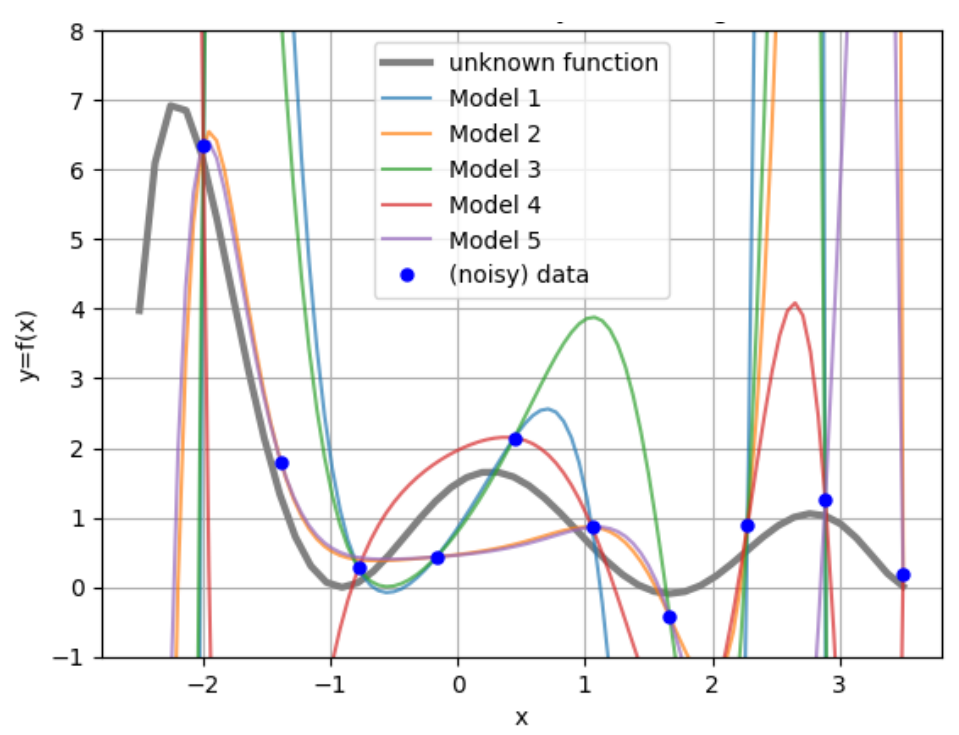 8
7
6
5
4
3
2
1
0
−1
y=f(x)
unknown function
Model 1
Model 2
Model 3
Model 4
Model 5
(noisy) data
−2 −1 0 1 2 3
x